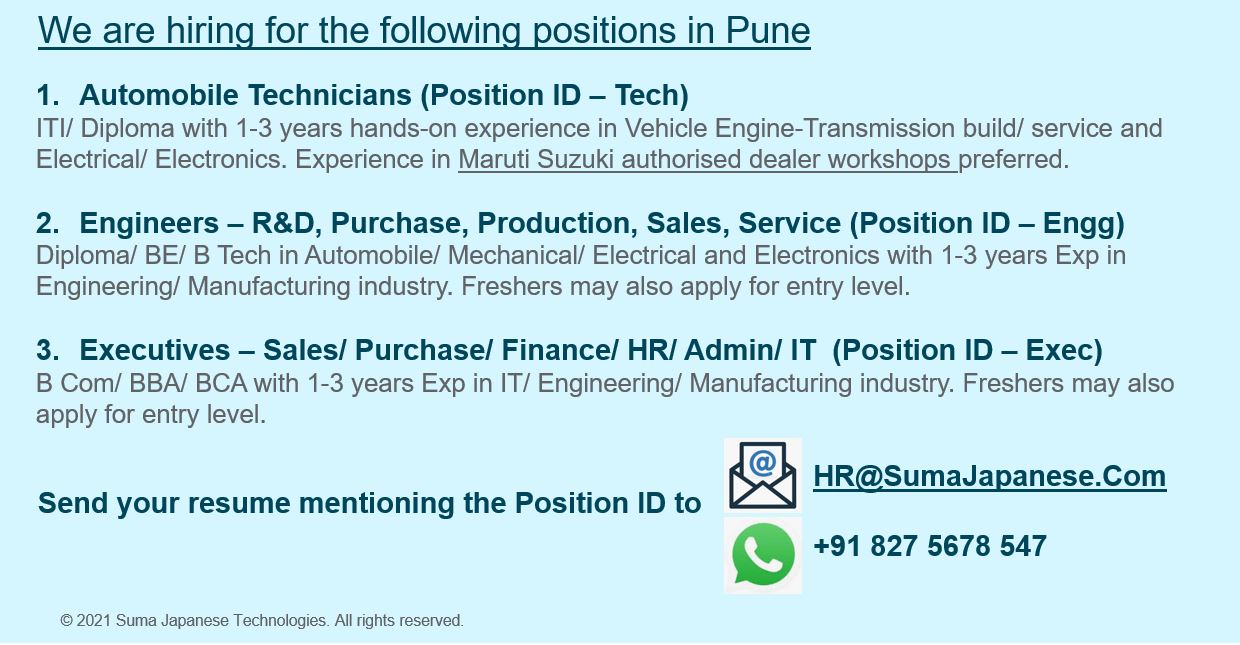 We are hiring for the following positions in Pune
1. Automobile Technicians (Position ID – Tech)
ITI/ Diploma with 1-3 years hands-on experience in Vehicle Engine-Transmission build/ service and
Electrical/ Electronics. Experience in Maruti Suzuki authorised dealer workshops preferred.
2. Engineers – R&D, Purchase, Production, Sales, Service (Position ID – Engg)
Diploma/ BE/ B Tech in Automobile/ Mechanical/ Electrical and Electronics with 1-3 years Exp in
Engineering/ Manufacturing industry. Freshers may also apply for entry level.
3. Executives – Sales/ Purchase/ Finance/ HR/ Admin/ IT (Position ID – Exec)
B Com/ BBA/ BCA with 1-3 years Exp in IT/ Engineering/ Manufacturing industry. Freshers may also
apply for entry level.
Send your resume mentioning the Position ID to
@
HR@SumaJapanese.Com
+91 827 5678 547
© 2021 Suma Japanese Technologies. All rights reserved.